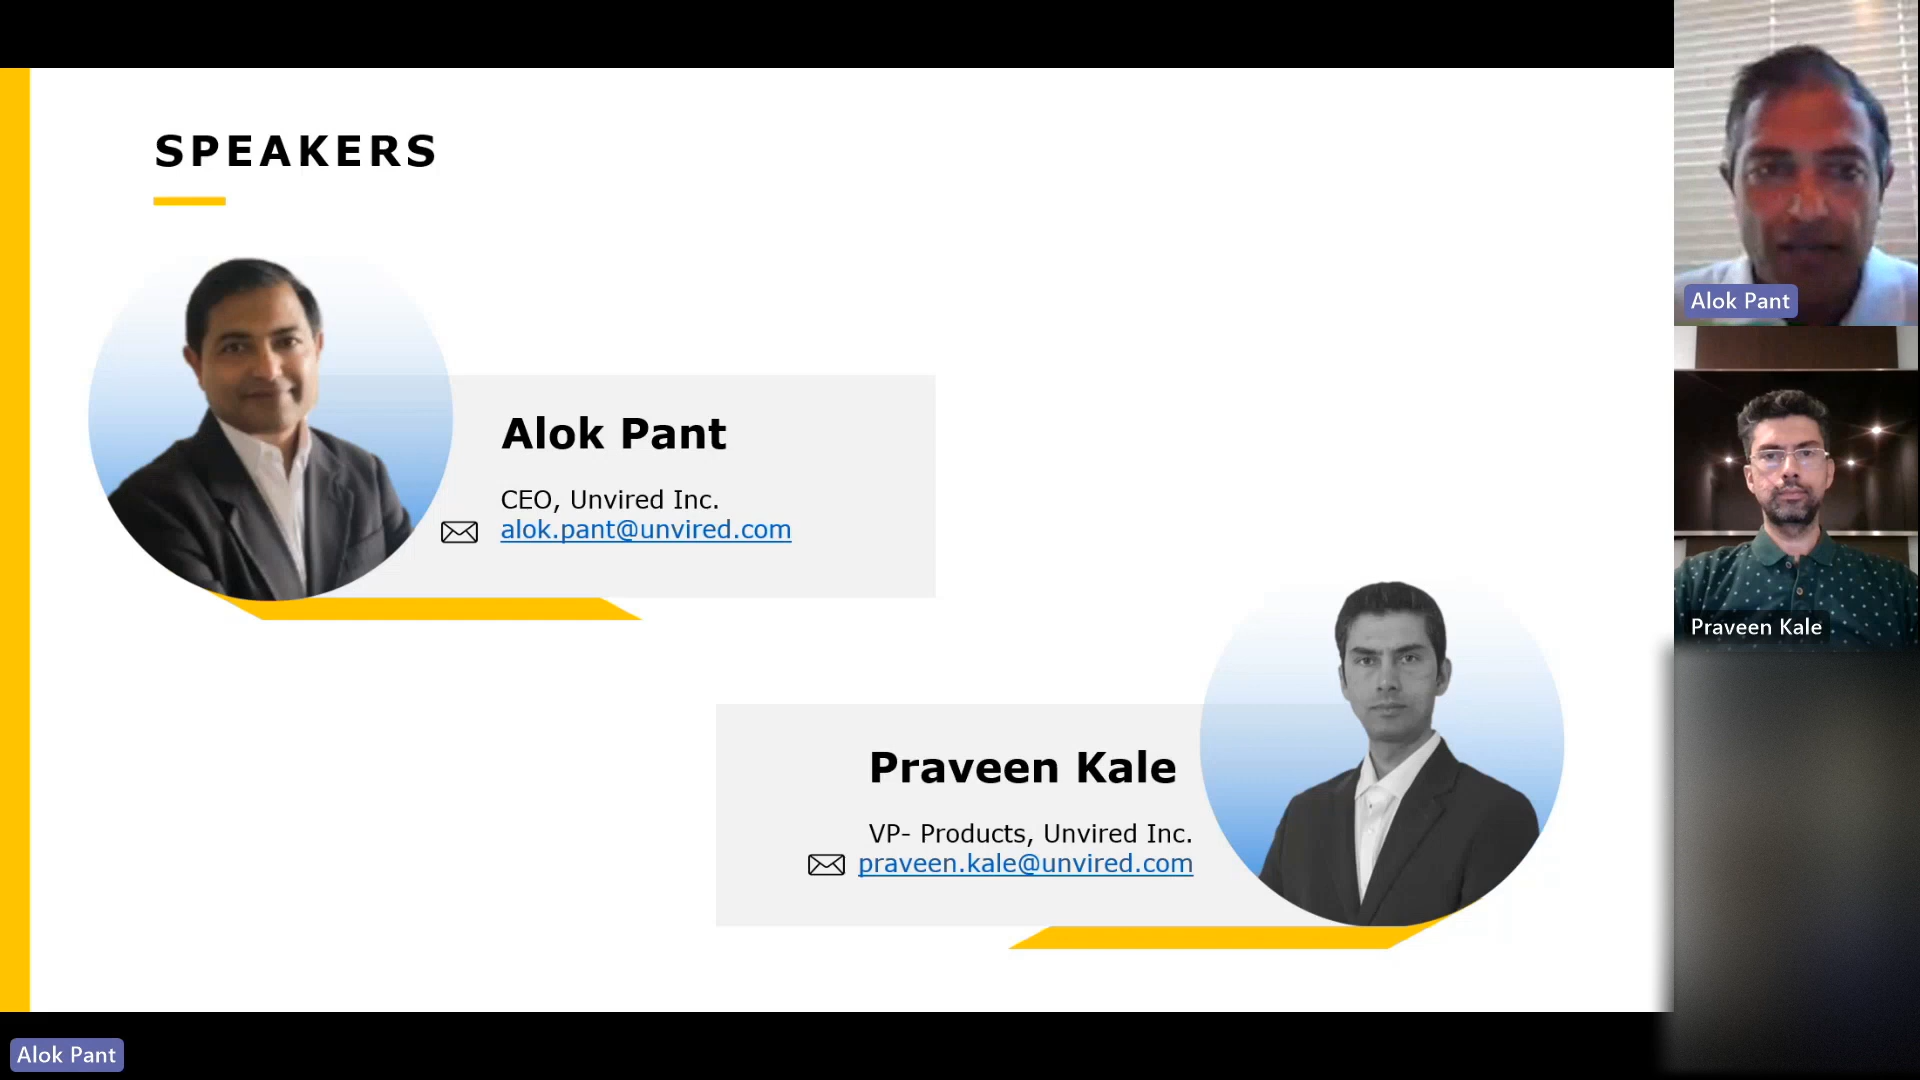 SPEAKERS
Alok Pant
CEO, Unvired Inc.
alok.pant@unvired.com
Praveen Kale
VP- Products, Unvired Inc.
praveen.kale@unvired.com
Alok Pant
Praveen Kale
Alok Pant